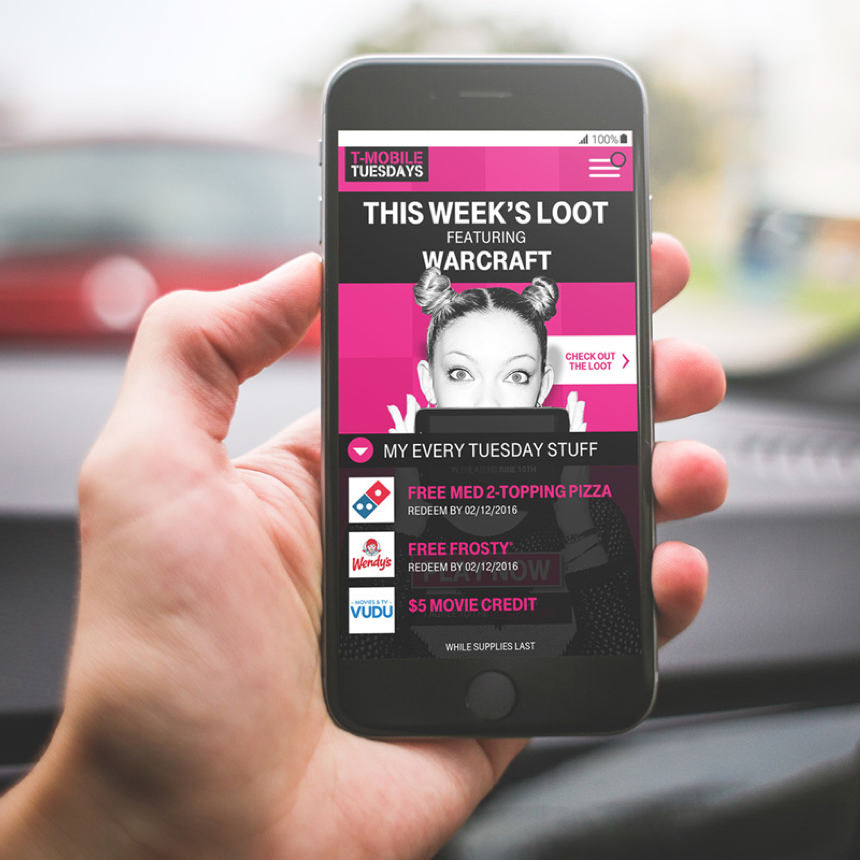 100%
T-MOBILE
TUESDAYS
THIS WEEK'S LOOT
FEATURING
WARCRAFT
CHECK OUT
THE LOOT
MY EVERY TUESDAY STUFF
IN THEATERS JUNE 10TH
FREE MED 2-TOPPING PIZZA
REDEEM BY 02/12/2016
Wendy's
FREE FROSTY®
REDEEM BY 02/12/2016
PLAY NOW
MOVIES & TV
VUDU
$5 MOVIE CREDIT
WHILE SUPPLIES LAST